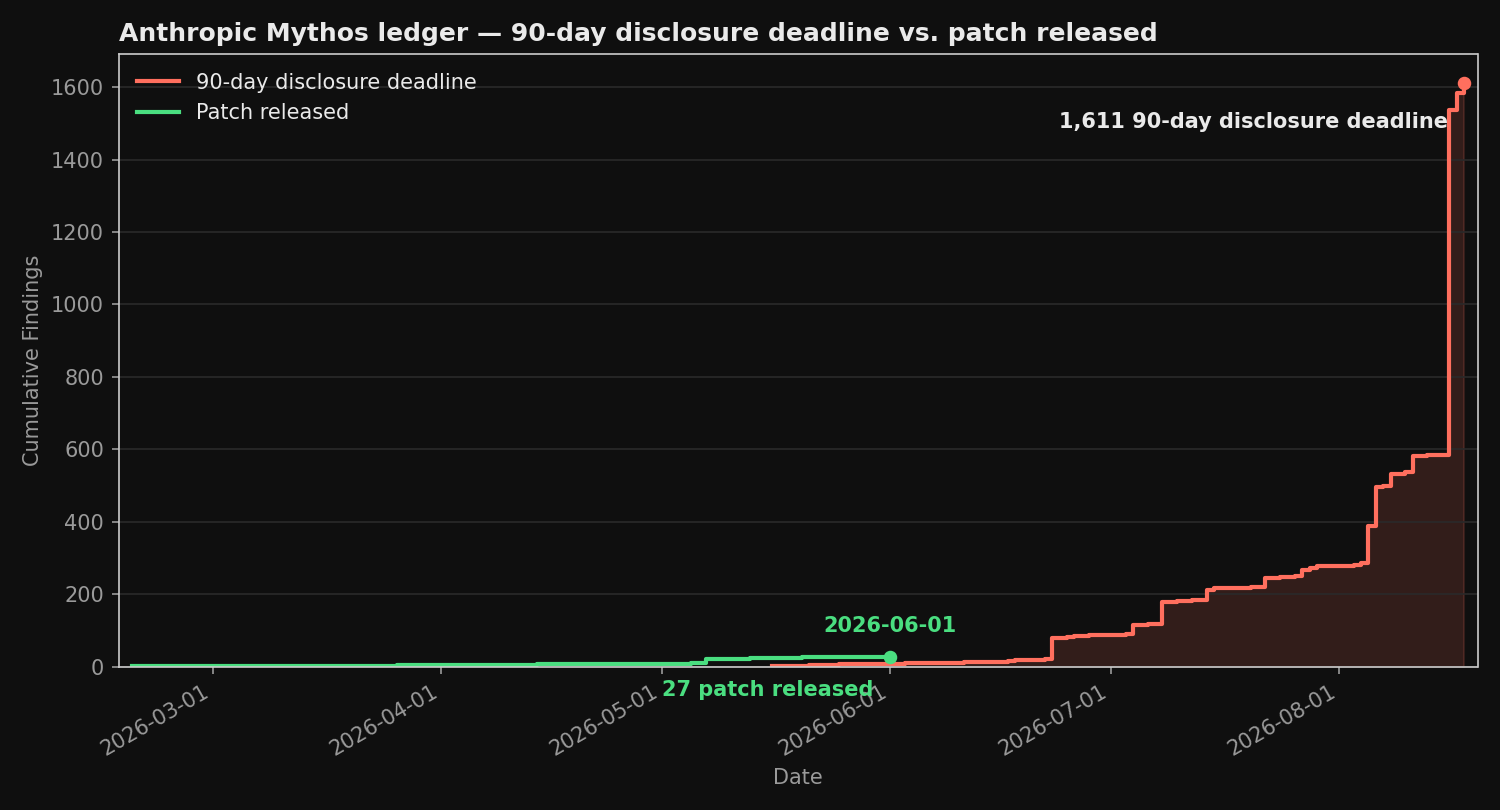 Anthropic Mythos ledger — 90-day disclosure deadline vs. patch released
90-day disclosure deadline
Patch released
1,611 90-day disclosure deadline
Cumulative Findings
1600
1400
1200
1000
800
600
400
200
0
2026-06-01
27 patch released
2026-03-01
2026-04-01
2026-05-01
2026-06-01
2026-07-01
2026-08-01
Date